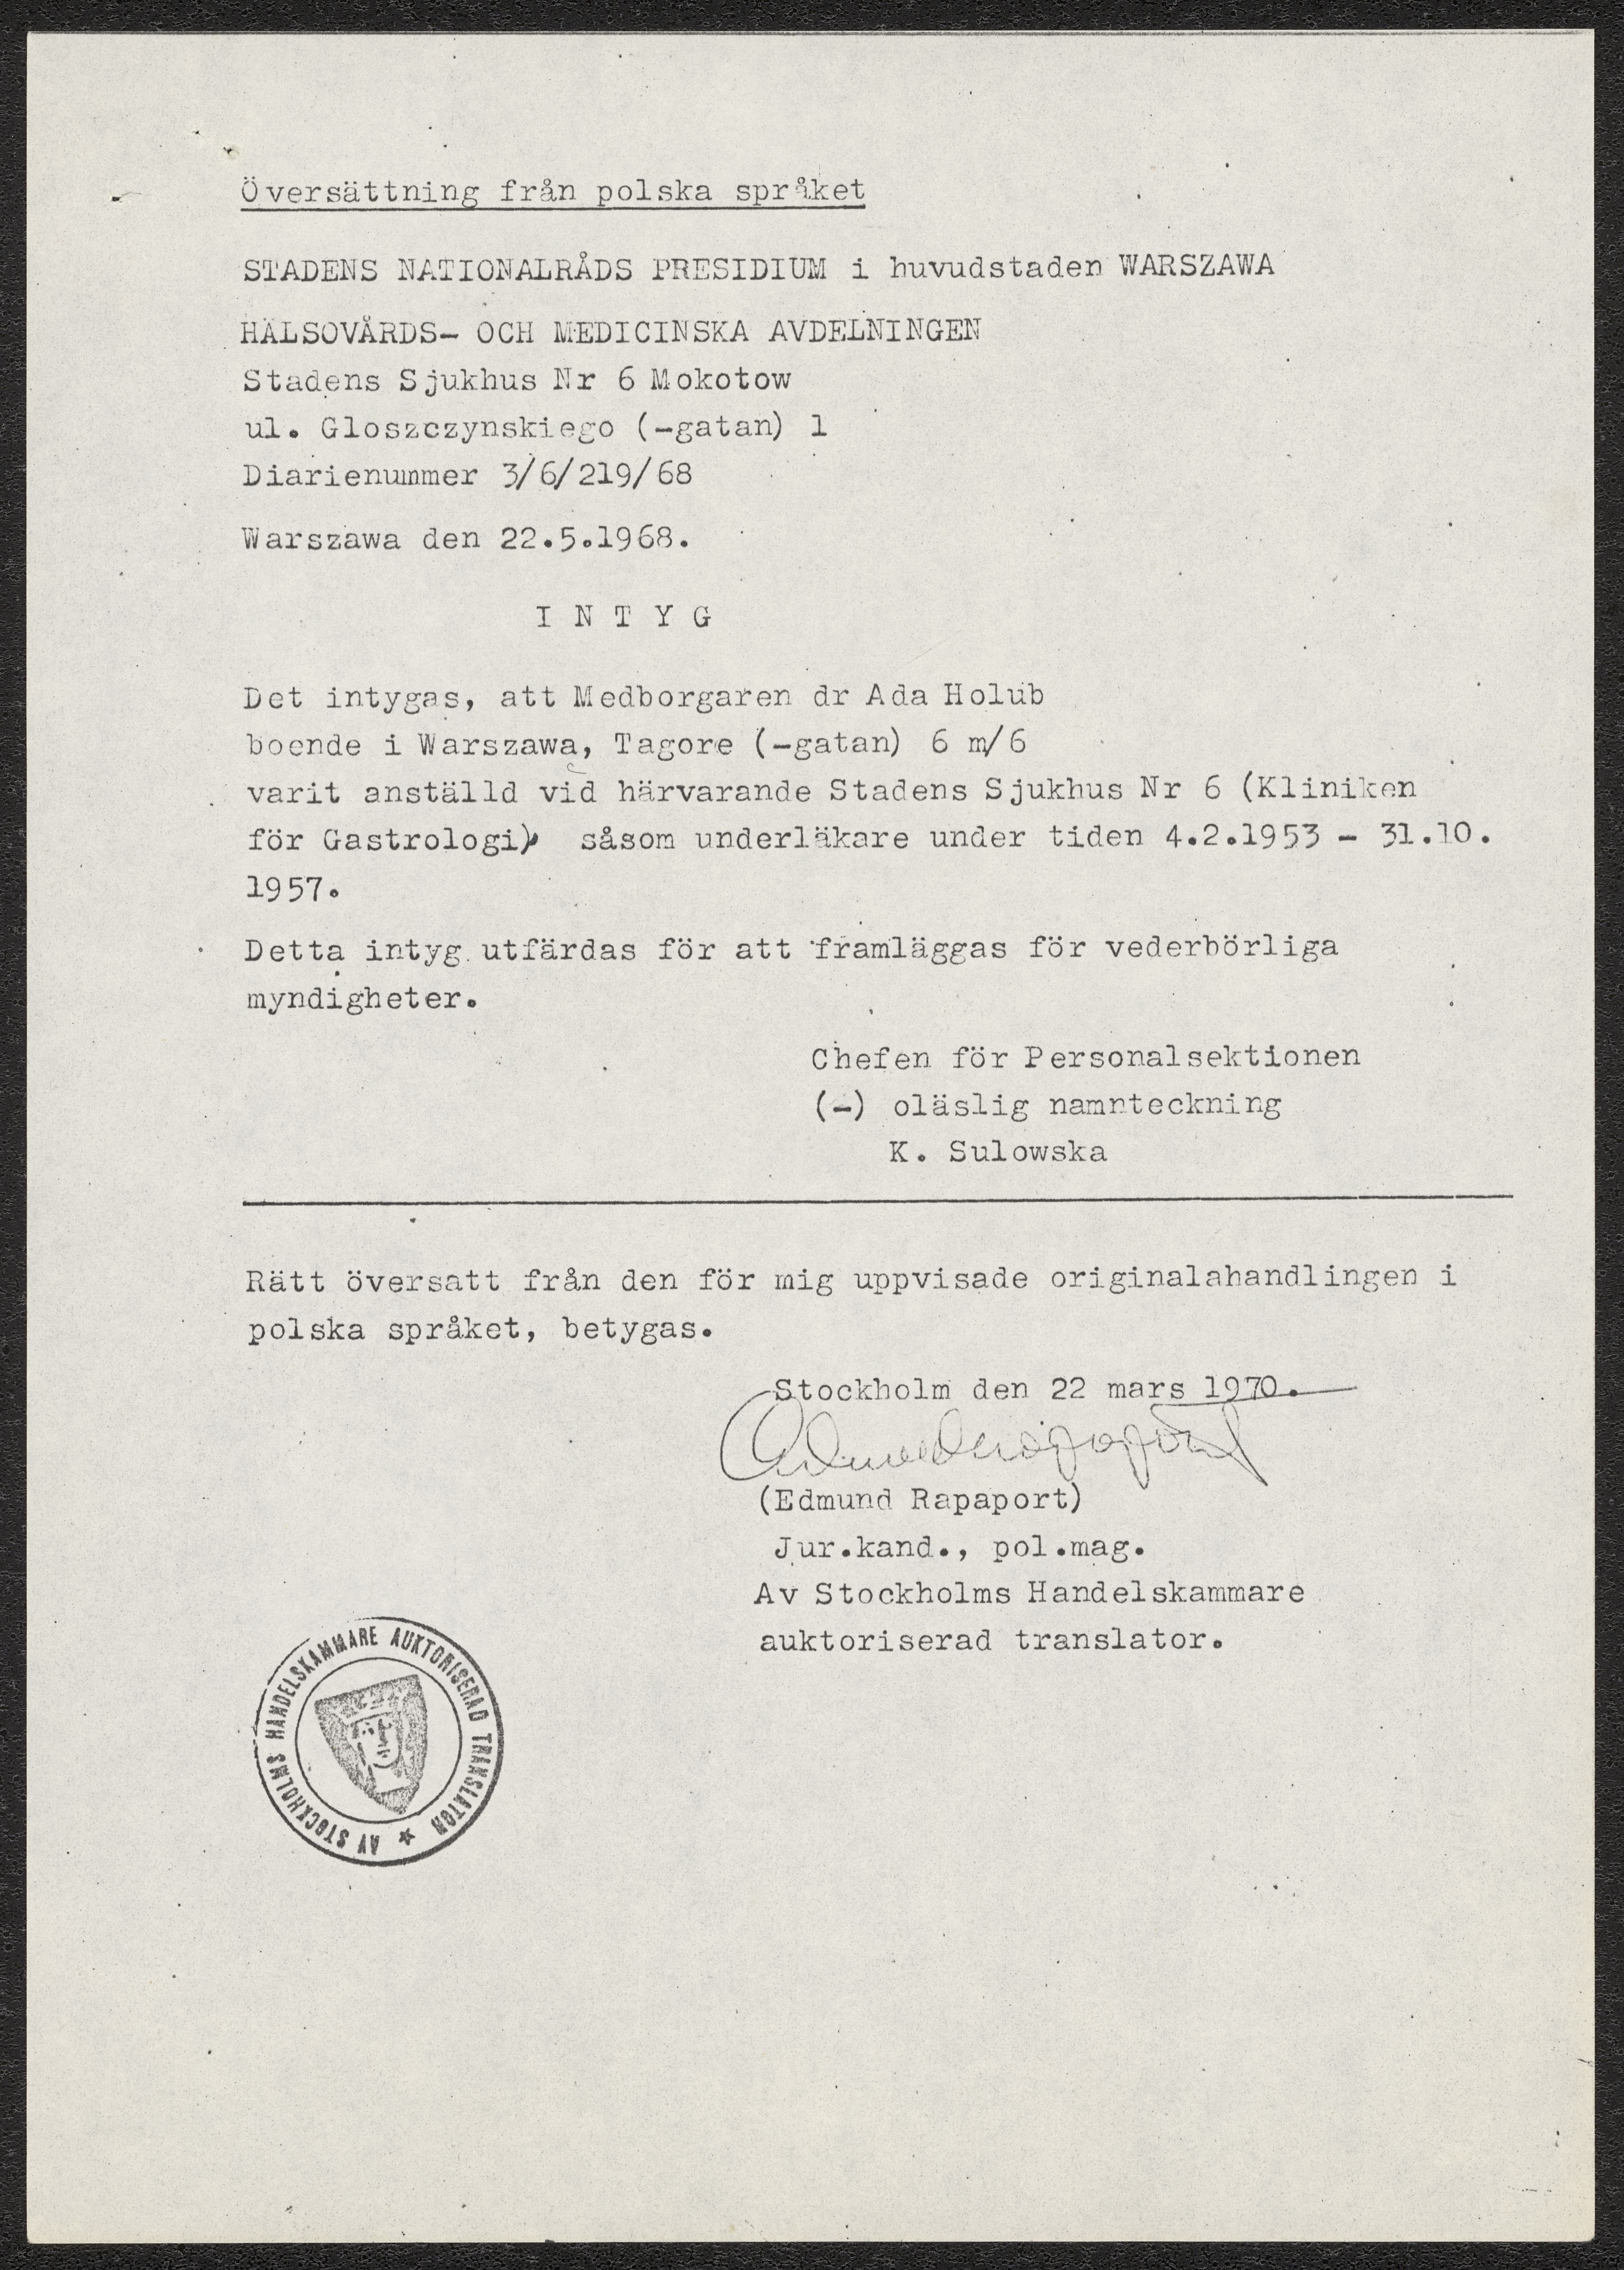 Översättning från polska språket
STADENS NATIONALRÅDS PRESIDIUM i huvudstaden WARSZAWA
HÄLSOVÅRDS- OCH MEDICINSKA AVDELNINGEN
Stadens Sjukhus Nr 6 Mokotow
ul. Gloszczynskiego (-gatan) 1
Diarienummer 3/6/219/68
Warszawa den 22.5.1968.
I N T Y G
Det intygas, att Medborgaren dr Ada Holub
boende i Warszawa, Tagore (-gatan) 6 m/6
varit anställd vid härvarande Stadens Sjukhus Nr 6 (Kliniken
för Gastrologi) såsom underläkare under tiden 4.2.1953 - 31.10.
1957.
Detta intyg utfärdas för att framläggas för vederbörliga
myndigheter.
Chefen för Personalsektionen
(-) oläslig namnteckning
K. Sulowska
Rätt översatt från den för mig uppvisade originalahandlingen i
polska språket, betygas.
Stockholm den 22 mars 1970.
Edmund Rapaport
(Edmund Rapaport)
Jur.kand., pol.mag.
Av Stockholms Handelskammare
auktoriserad translator.
AV STOCKHOLMS HANDELSKAMMARE AUKTORISERAD TRANSLATOR